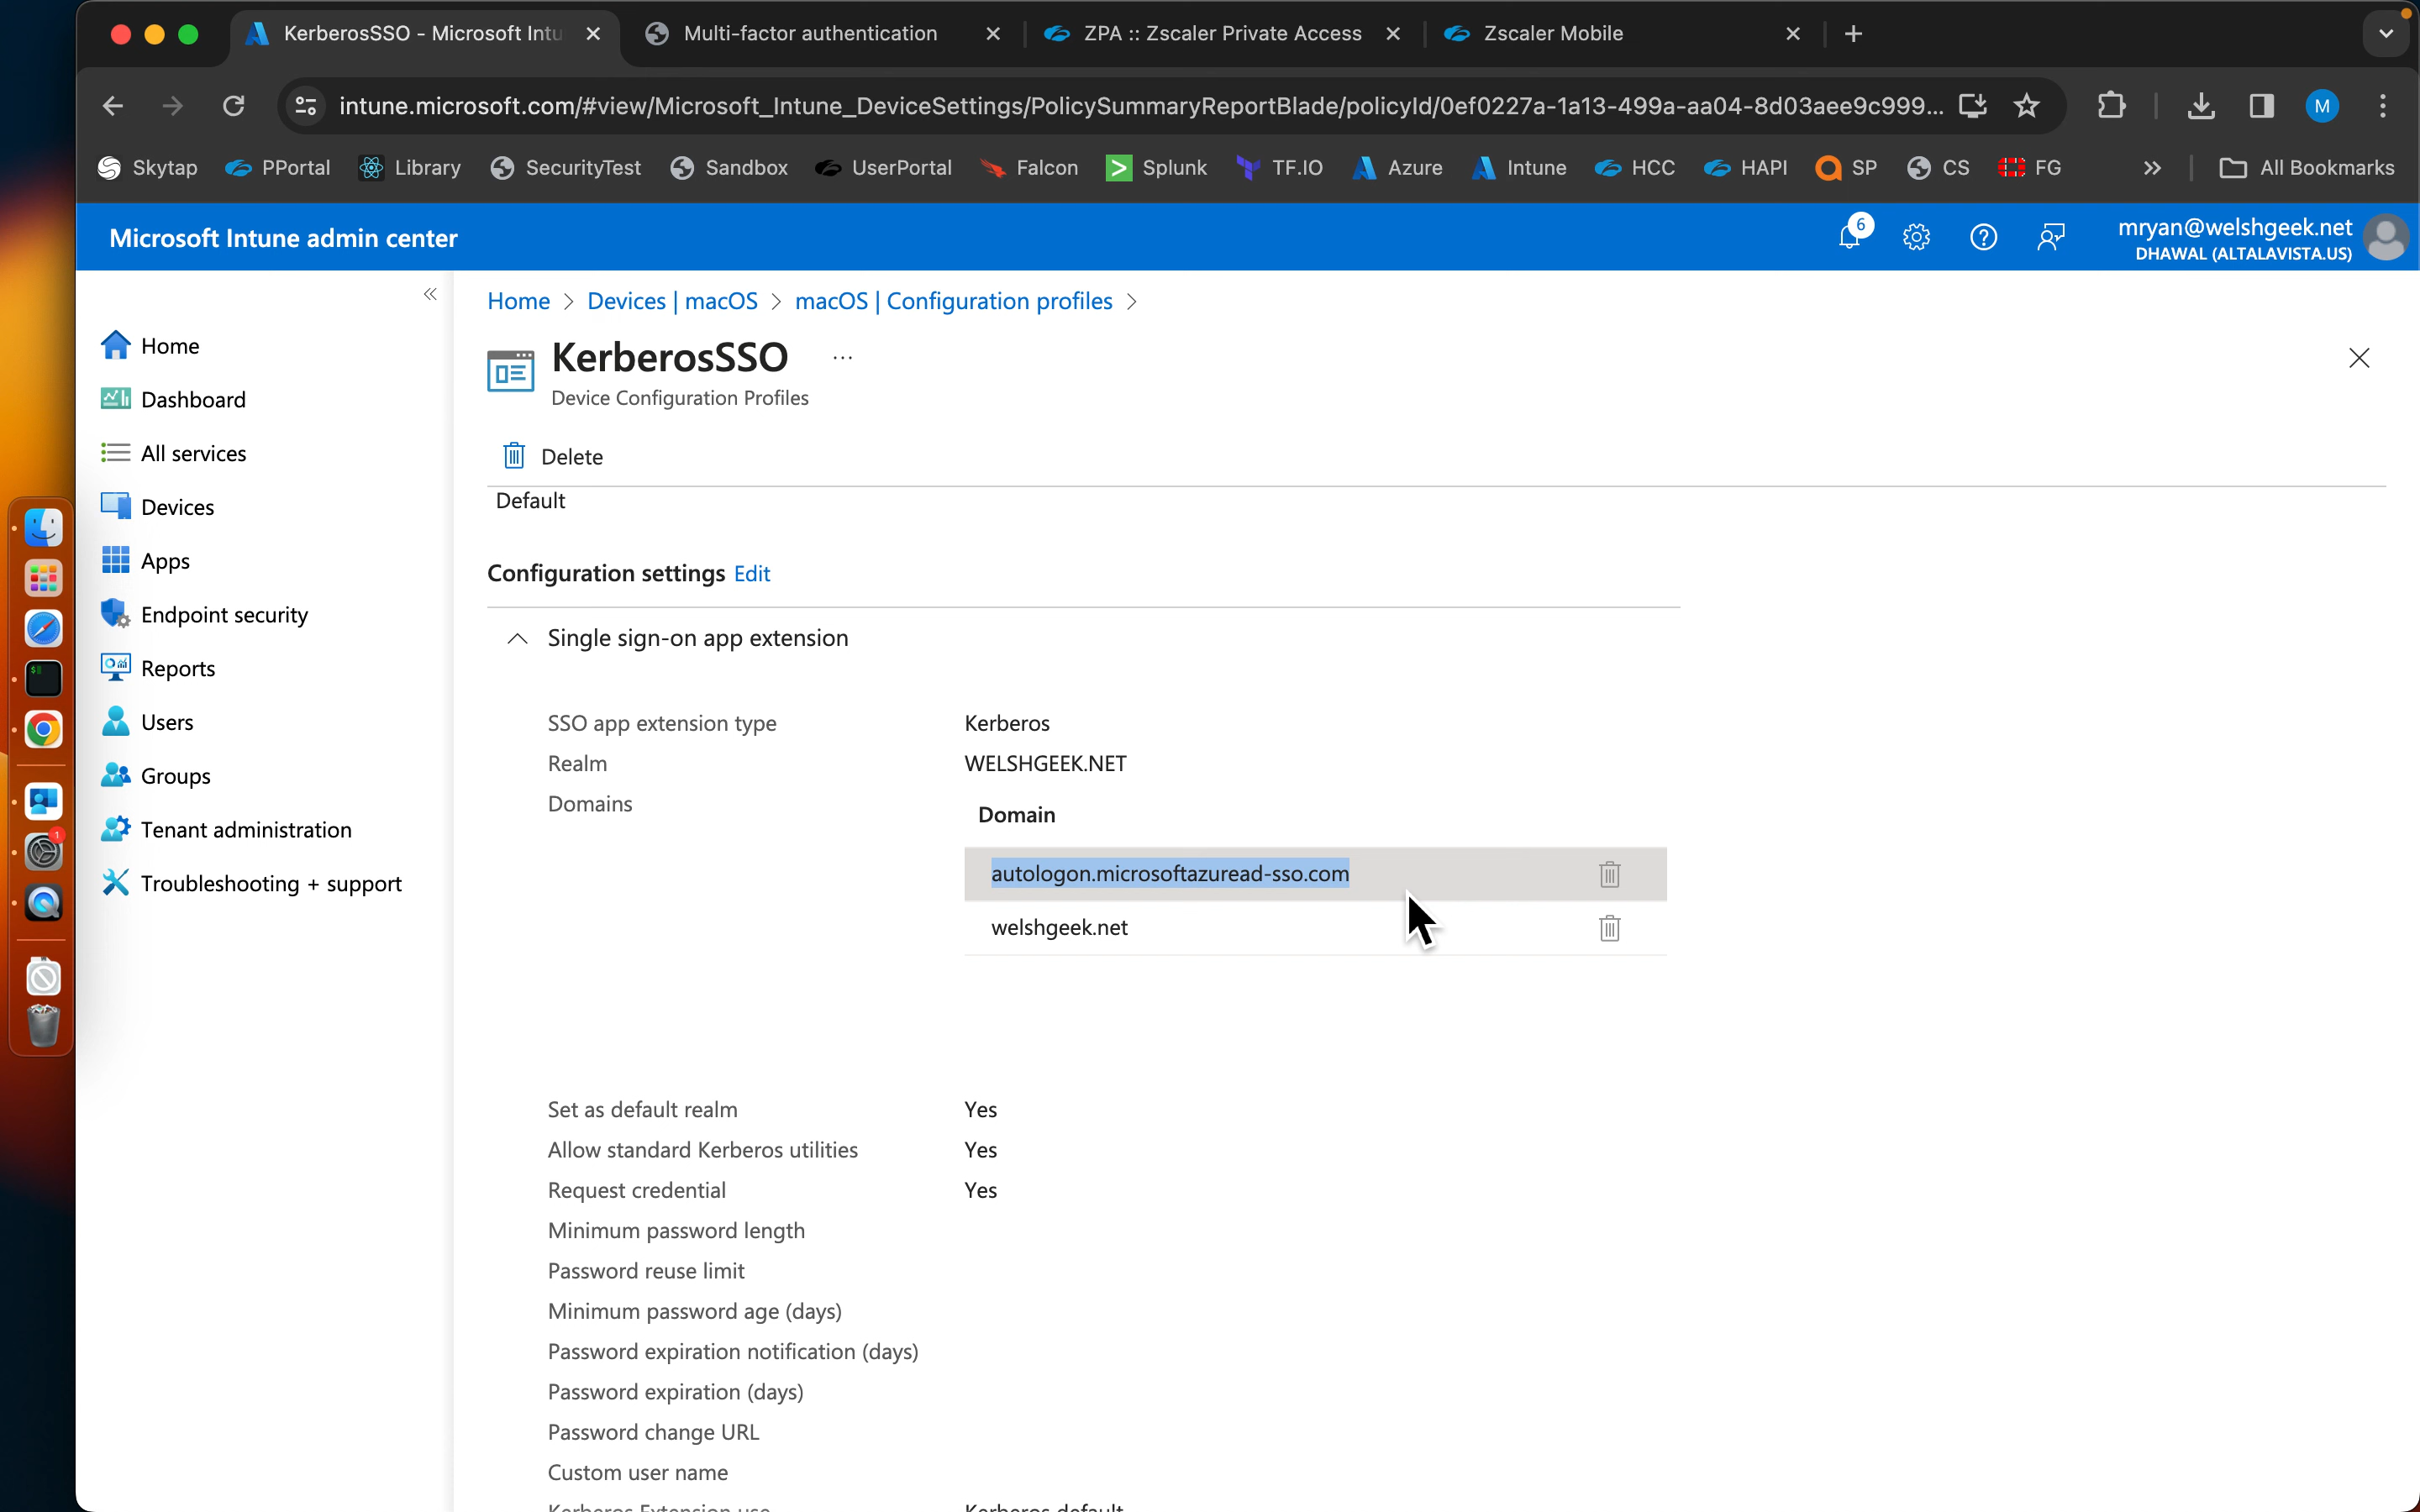 KerberosSSO - Microsoft Intu
Multi-factor authentication
ZPA :: Zscaler Private Access
Zscaler Mobile
intune.microsoft.com/#view/Microsoft_Intune_DeviceSettings/PolicySummaryReportBlade/policyId/0ef0227a-1a13-499a-aa04-8d03aee9c999...
M
Skytap
PPortal
Library
SecurityTest
Sandbox
UserPortal
Falcon
Splunk
TF.IO
Azure
Intune
HCC
HAPI
SP
CS
FG
All Bookmarks
Microsoft Intune admin center
6
mryan@welshgeek.net
DHAWAL (ALTALAVISTA.US)
Home > Devices | macOS > macOS | Configuration profiles >
KerberosSSO ...
Device Configuration Profiles
Delete
Home
Dashboard
All services
Devices
Apps
Endpoint security
Reports
Users
Groups
Tenant administration
Troubleshooting + support
1
Default
Configuration settings Edit
Single sign-on app extension
SSO app extension type Kerberos
Realm WELSHGEEK.NET
Domains
Domain
autologon.microsoftazuread-sso.com
welshgeek.net
Set as default realm Yes
Allow standard Kerberos utilities Yes
Request credential Yes
Minimum password length
Password reuse limit
Minimum password age (days)
Password expiration notification (days)
Password expiration (days)
Password change URL
Custom user name
Kerberos Extension use Kerberos default